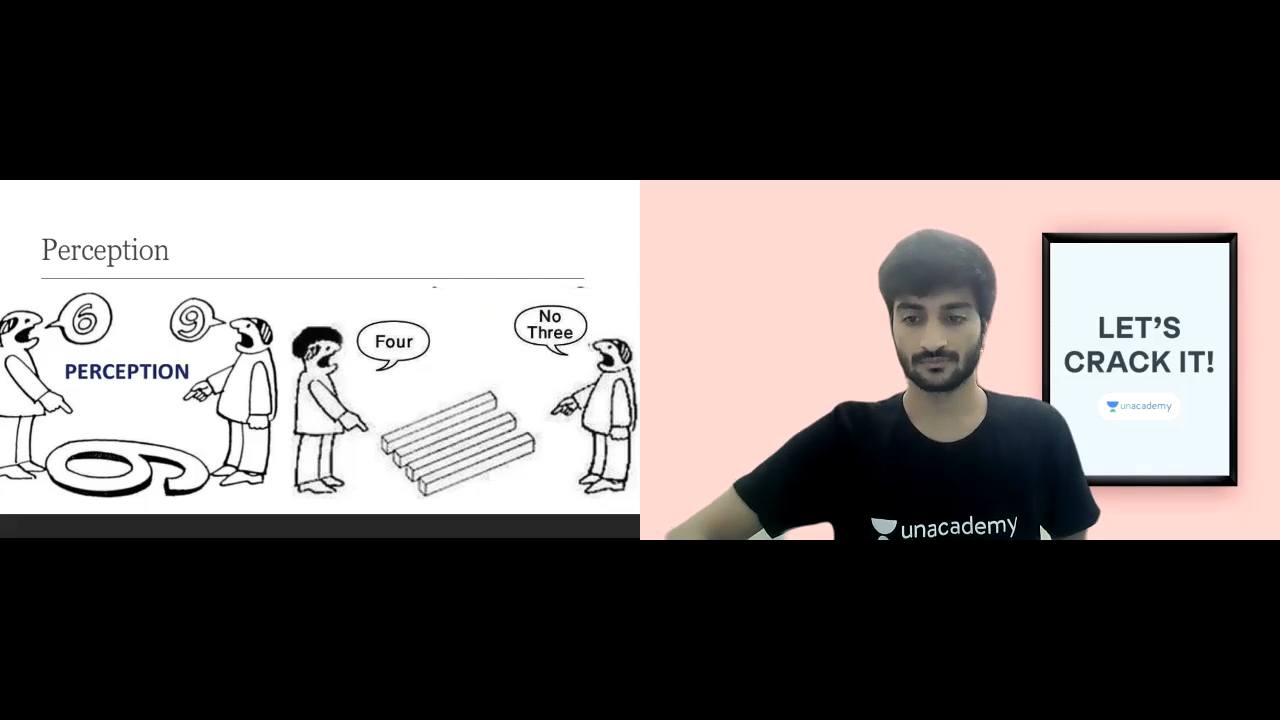 Perception
6
9
PERCEPTION
Four
No
Three
LET'S
CRACK IT!
unacademy
unacademy